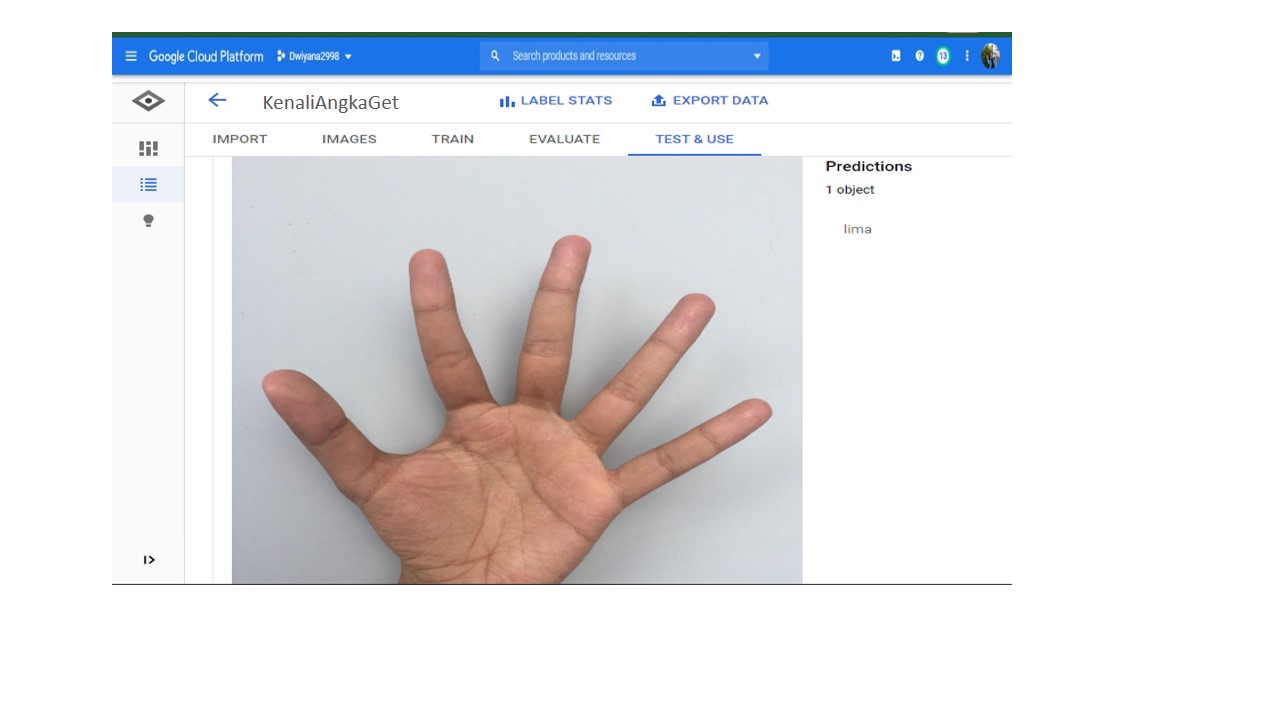 Google Cloud Platform Dwiyana2998 Search products and resources 13
KenaliAngkaGet LABEL STATS EXPORT DATA
IMPORT IMAGES TRAIN EVALUATE TEST & USE
Predictions
1 object
lima